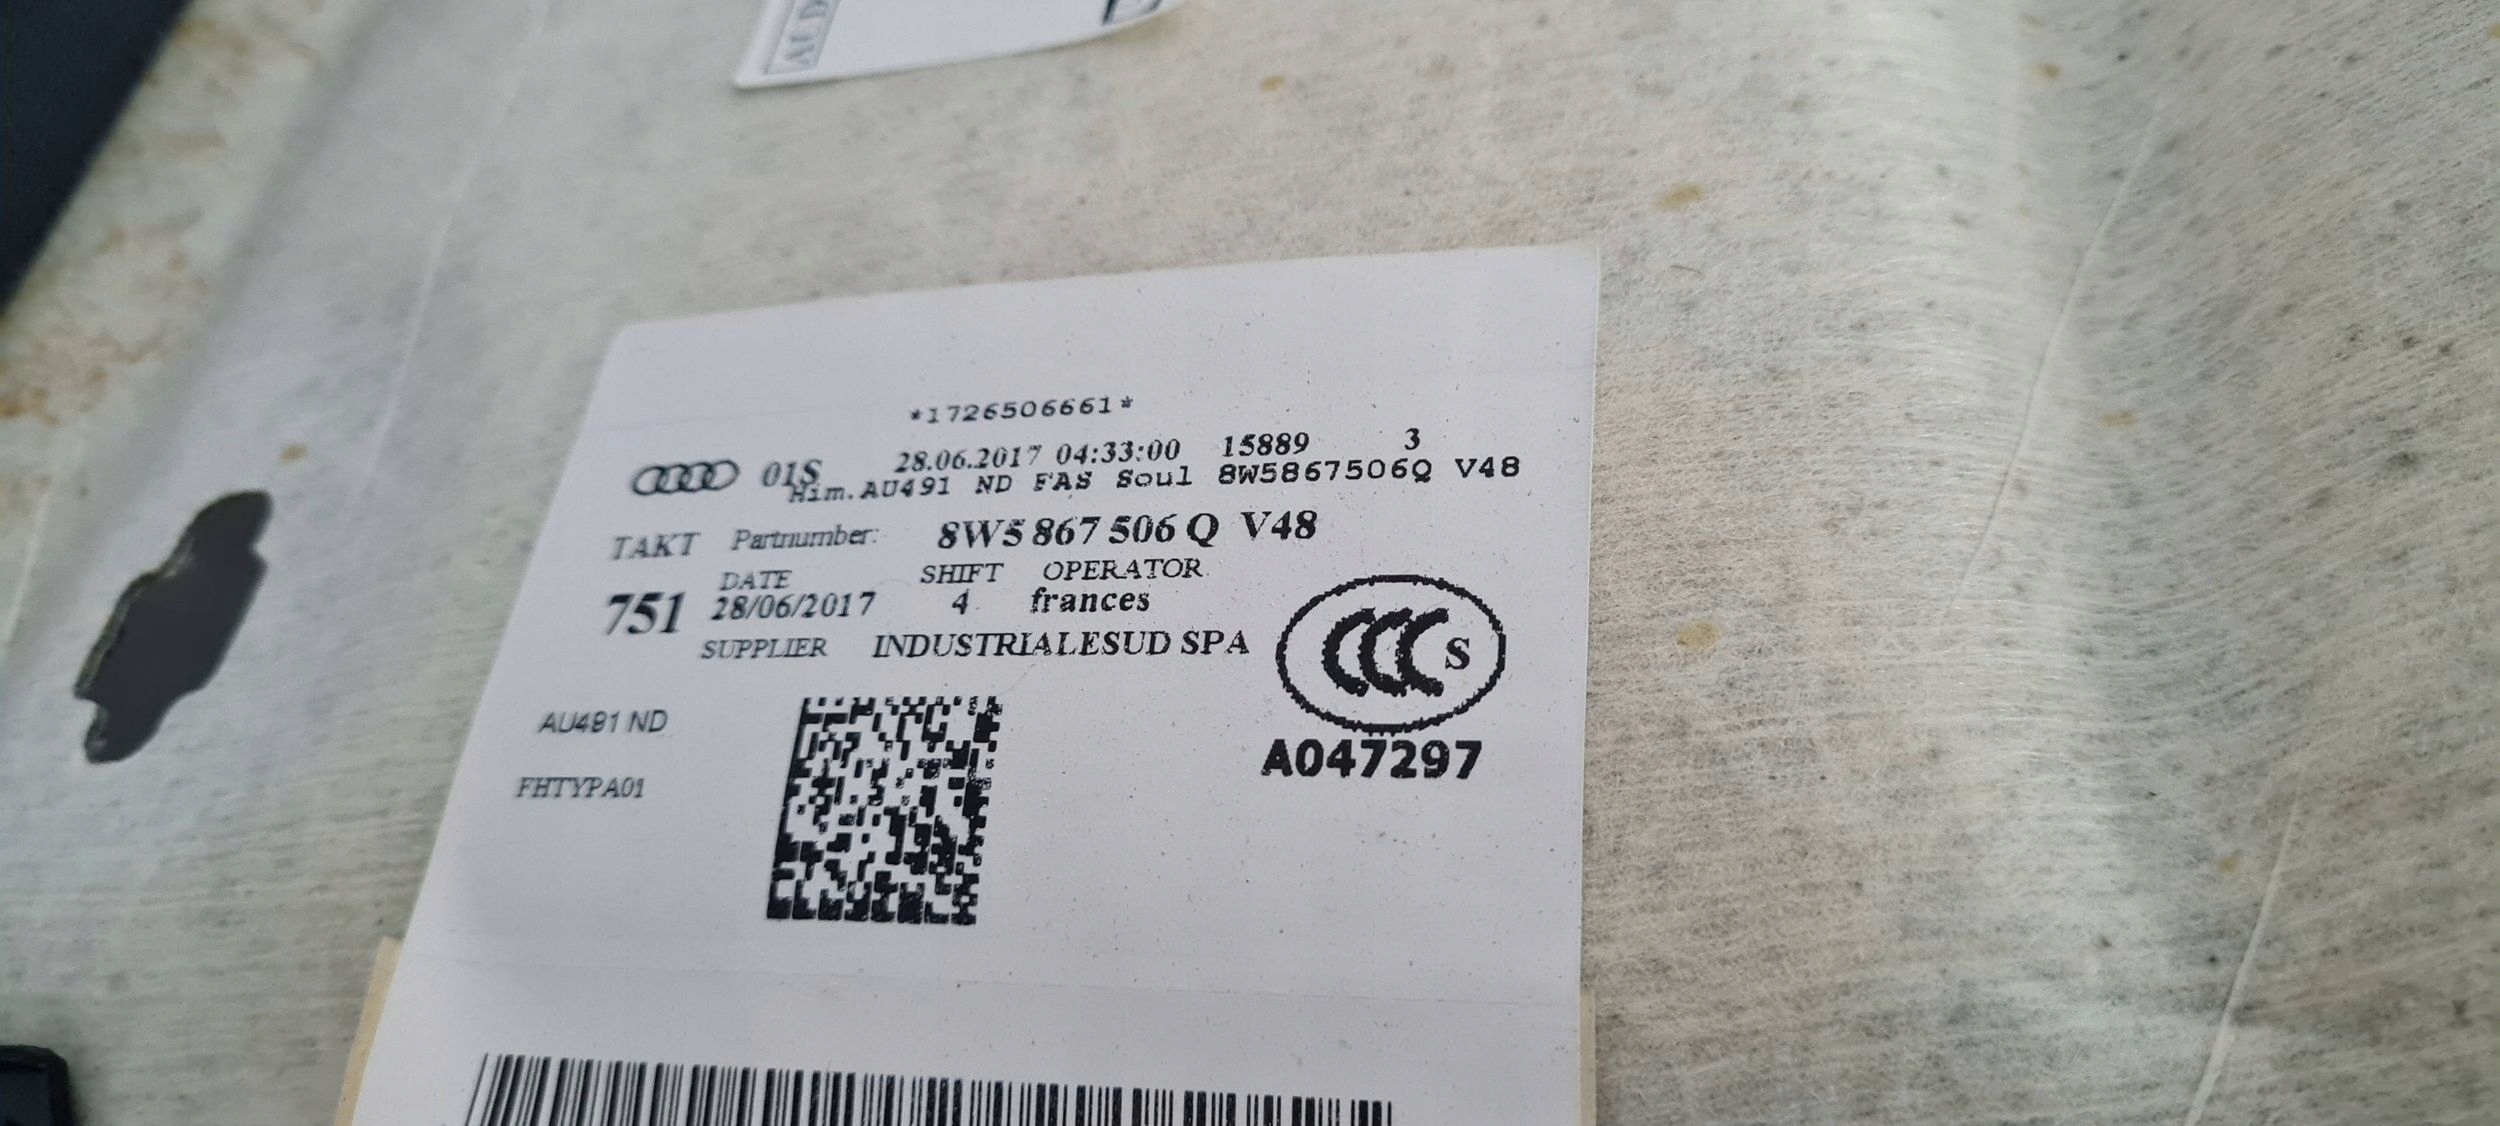 *1726506661*
01S 28.06.2017 04:33:00 15889 3
Him.AU491 ND FAS Soul 8W5867506Q V48
TAKT Partnumber: 8W5 867 506 Q V48
DATE SHIFT OPERATOR
751 28/06/2017 4 frances
SUPPLIER INDUSTRIALESUD SPA
CCC S
AU491 ND
A047297
FHTYPA01